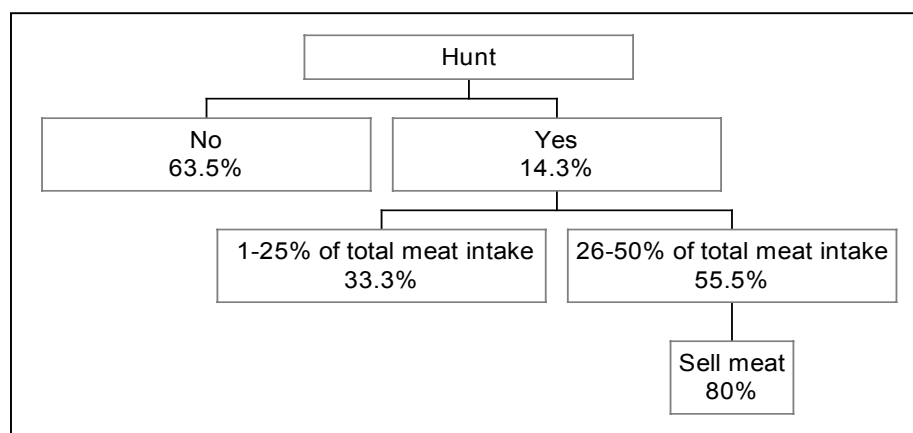 Hunt
No
63.5%
Yes
14.3%
1-25% of total meat intake
33.3%
26-50% of total meat intake
55.5%
Sell meat
80%